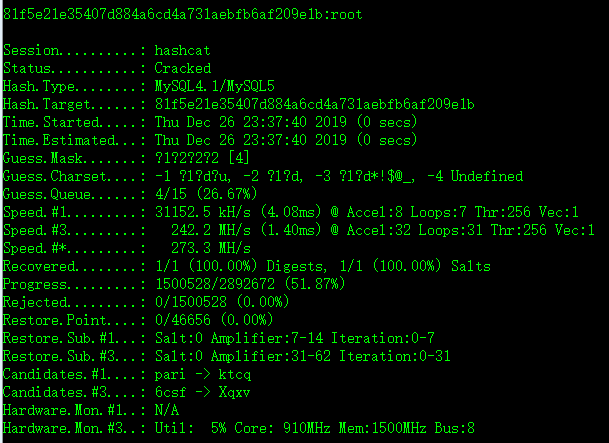 81f5e21e35407d884a6cd4a731aebfb6af209e1b:root
Session..........: hashcat
Status...........: Cracked
Hash.Type........: MySQL4.1/MySQL5
Hash.Target......: 81f5e21e35407d884a6cd4a731aebfb6af209e1b
Time.Started.....: Thu Dec 26 23:37:40 2019 (0 secs)
Time.Estimated...: Thu Dec 26 23:37:40 2019 (0 secs)
Guess.Mask.......: ?1?2?2?2 [4]
Guess.Charset....: -1 ?l?d?u, -2 ?l?d, -3 ?l?d*!$@_, -4 Undefined
Guess.Queue......: 4/15 (26.67%)
Speed.#1.........: 31152.5 kH/s (4.08ms) @ Accel:8 Loops:7 Thr:256 Vec:1
Speed.#3.........:   242.2 MH/s (1.40ms) @ Accel:32 Loops:31 Thr:256 Vec:1
Speed.#*.........:   273.3 MH/s
Recovered........: 1/1 (100.00%) Digests, 1/1 (100.00%) Salts
Progress.........: 1500528/2892672 (51.87%)
Rejected.........: 0/1500528 (0.00%)
Restore.Point....: 0/46656 (0.00%)
Restore.Sub.#1...: Salt:0 Amplifier:7-14 Iteration:0-7
Restore.Sub.#3...: Salt:0 Amplifier:31-62 Iteration:0-31
Candidates.#1....: pari -> ktcq
Candidates.#3....: 6csf -> Xqxv
Hardware.Mon.#1..: N/A
Hardware.Mon.#3..: Util:  5% Core: 910MHz Mem:1500MHz Bus:8